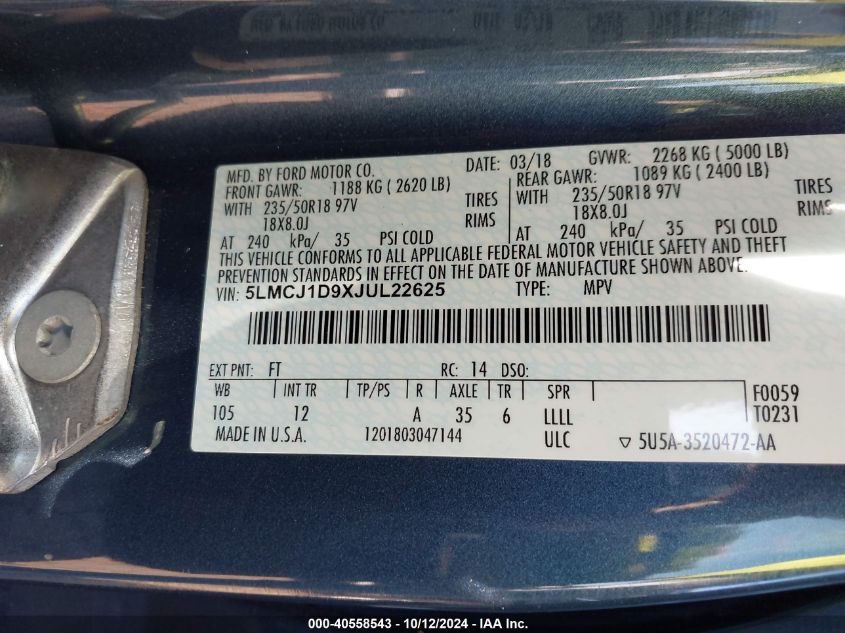 MFD. BY FORD MOTOR CO. DATE: 03/18 GVWR: 2268 KG ( 5000 LB)
FRONT GAWR: 1188 KG ( 2620 LB) REAR GAWR: 1089 KG ( 2400 LB)
WITH 235/50R18 97V TIRES WITH 235/50R18 97V TIRES
18X8.0J RIMS 18X8.0J RIMS
AT 240 kPa/ 35 PSI COLD AT 240 kPa/ 35 PSI COLD
THIS VEHICLE CONFORMS TO ALL APPLICABLE FEDERAL MOTOR VEHICLE SAFETY AND THEFT
PREVENTION STANDARDS IN EFFECT ON THE DATE OF MANUFACTURE SHOWN ABOVE.
VIN: 5LMCJ1D9XJUL22625 TYPE: MPV
EXT PNT: FT RC: 14 DSO:
WB INT TR TP/PS R AXLE TR SPR F0059
105 12 A 35 6 LLLL T0231
MADE IN U.S.A. 1201803047144 ULC ▽ 5U5A-3520472-AA
000-40558543 - 10/12/2024 - IAA Inc.